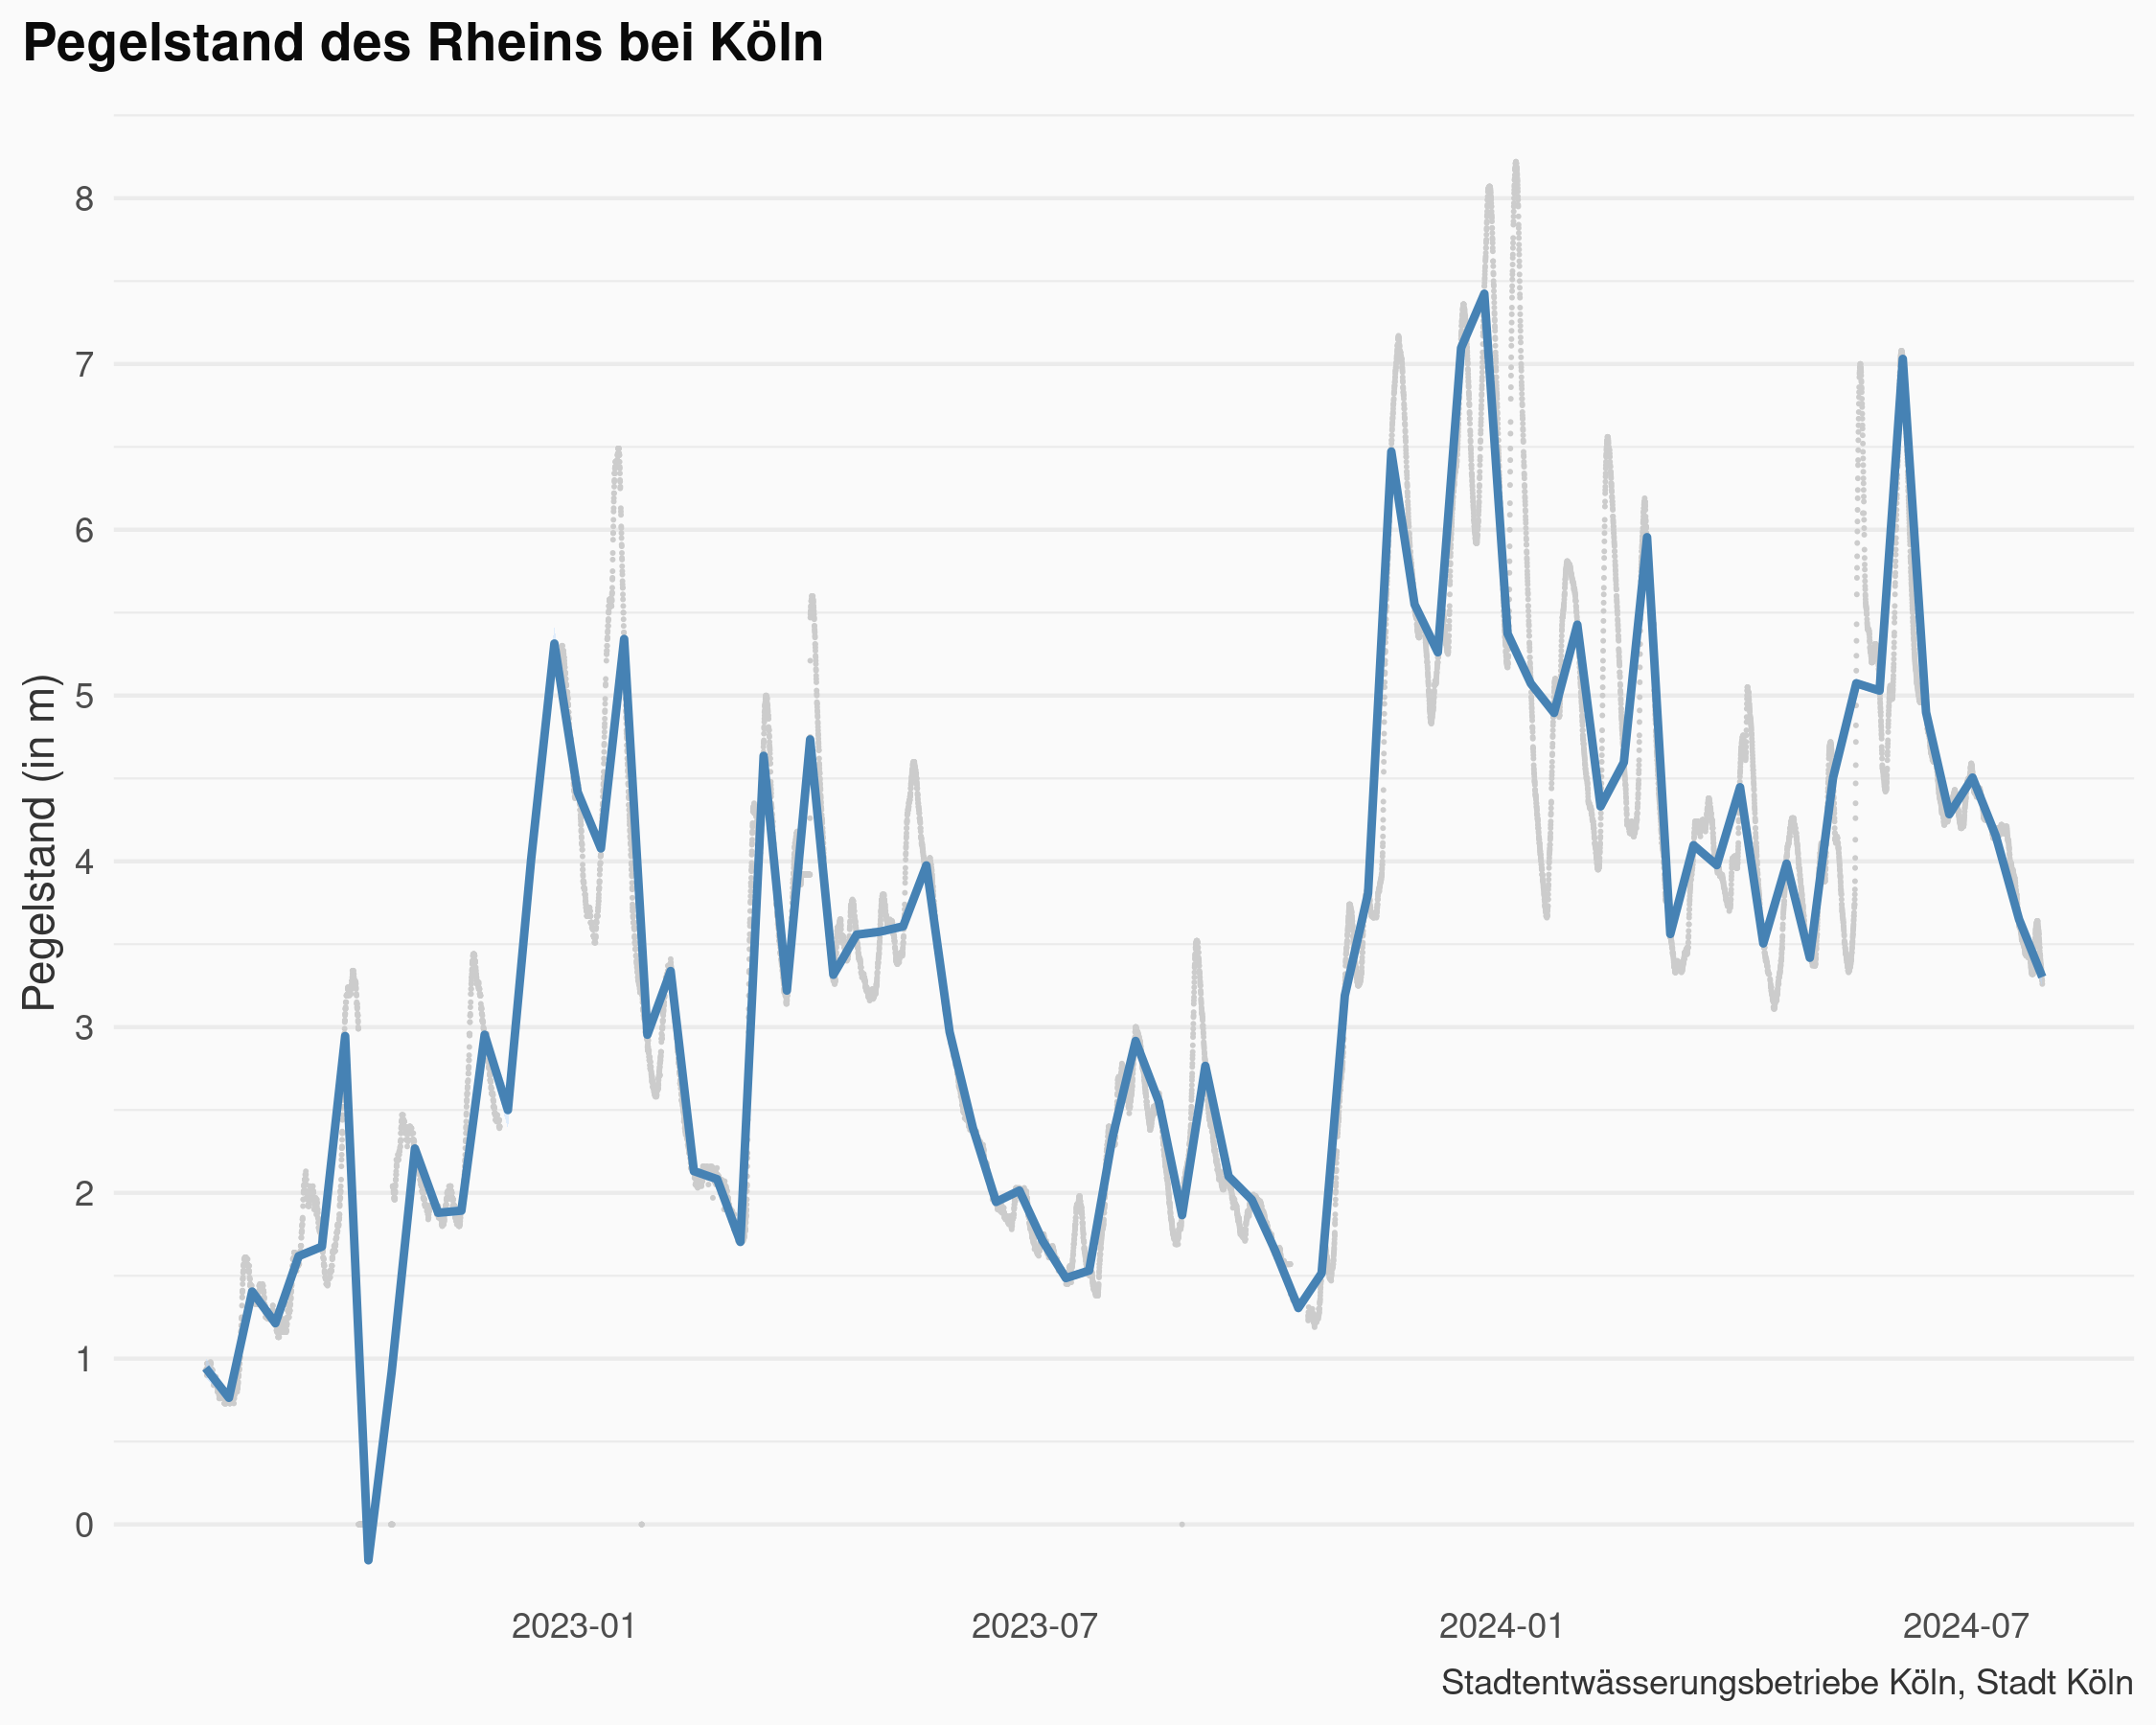 Pegelstand des Rheins bei Köln
Pegelstand (in m)
8
7
6
5
4
3
2
1
0
2023-01 2023-07 2024-01 2024-07
Stadtentwässerungsbetriebe Köln, Stadt Köln